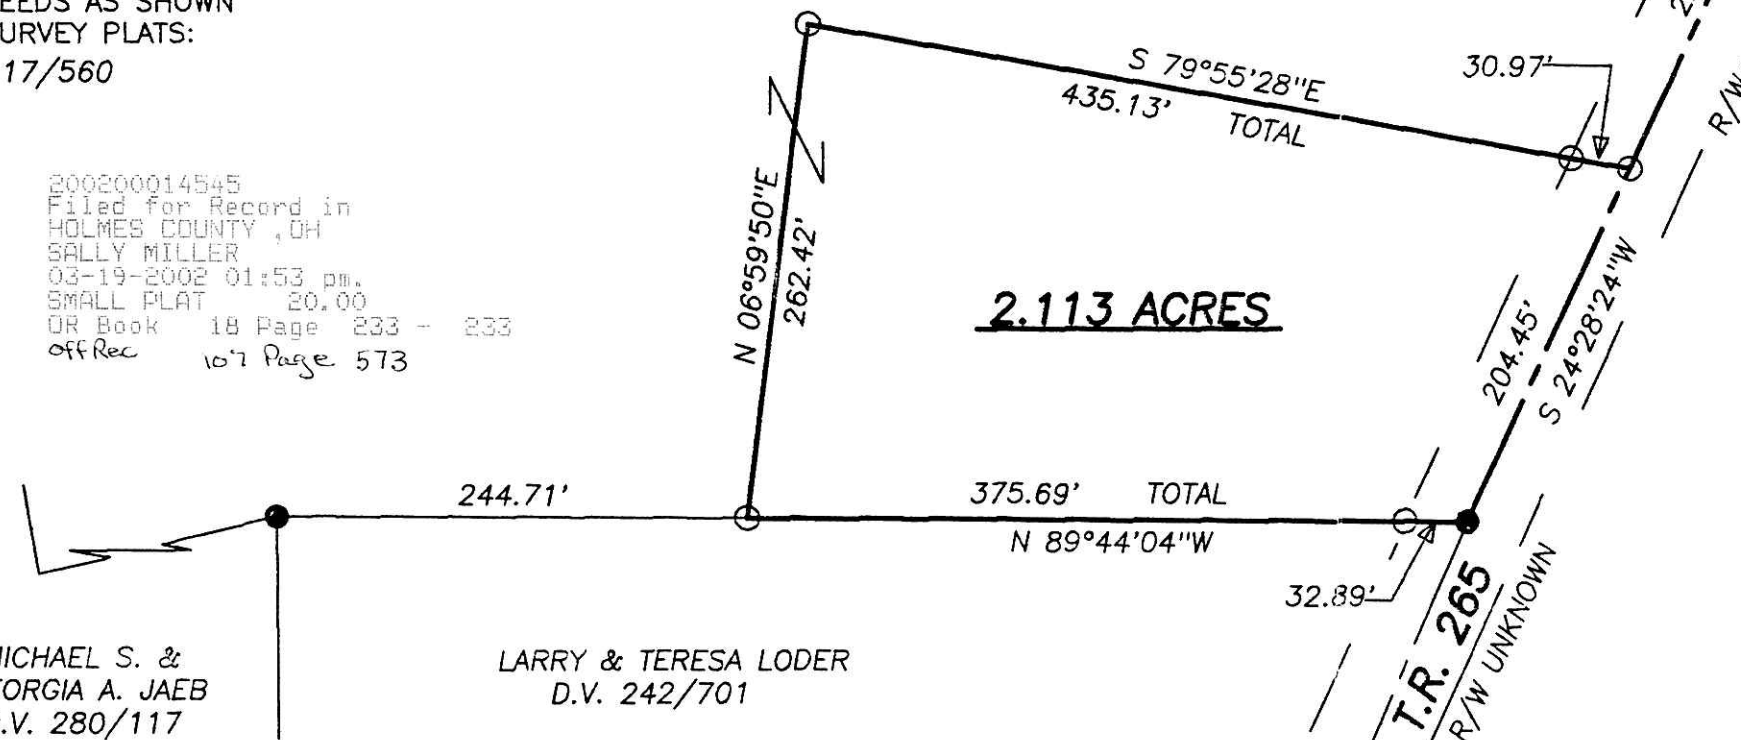 EEDS AS SHOWN
URVEY PLATS:
17/560
S 79°55'28"E
435.13' TOTAL
30.97'
R/W
200200014545
Filed for Record in
HOLMES COUNTY ,OH
SALLY MILLER
03-19-2002 01:53 pm.
SMALL PLAT 20.00
OR Book 18 Page 233 - 233
off Rec 107 Page 573
N 06°59'50"E
262.42'
2.113 ACRES
204.45'
S 24°28'24"W
244.71'
375.69' TOTAL
N 89°44'04"W
32.89'
T.R. 265
R/W UNKNOWN
MICHAEL S. &
EORGIA A. JAEB
.V. 280/117
LARRY & TERESA LODER
D.V. 242/701